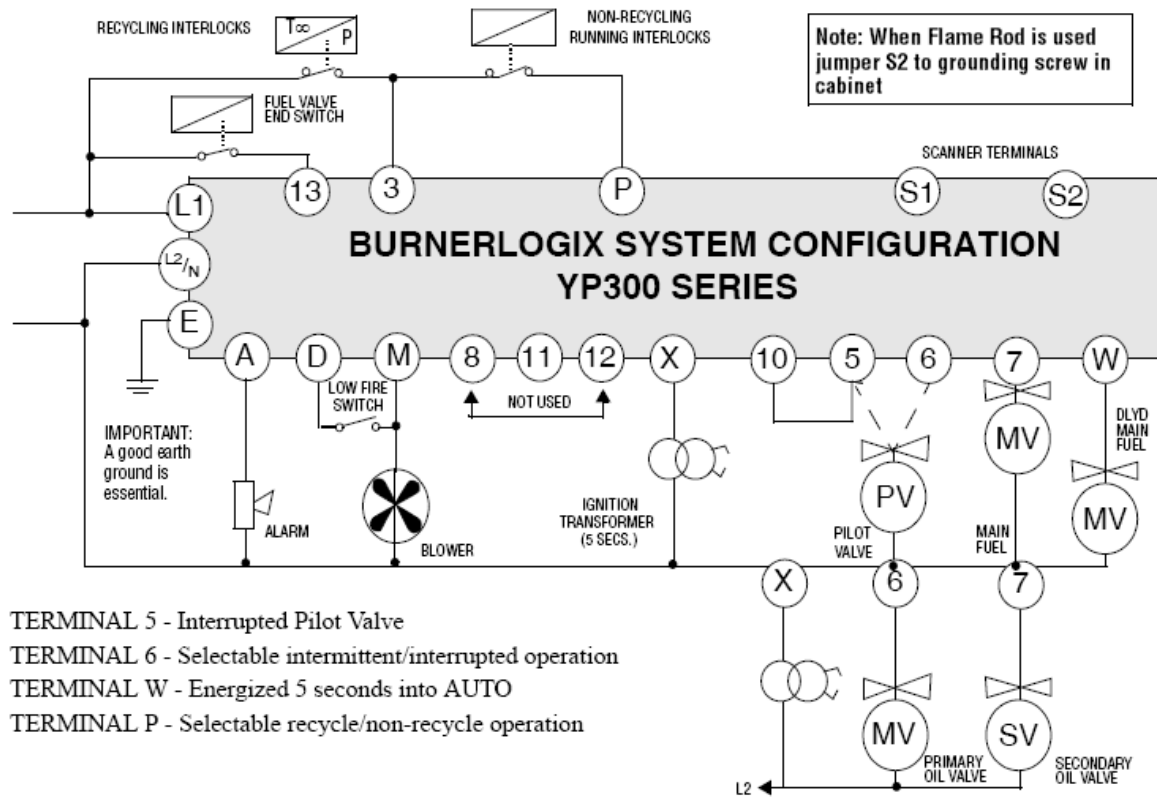 RECYCLING INTERLOCKS
T∞
P
NON-RECYCLING
RUNNING INTERLOCKS
Note: When Flame Rod is used
jumper S2 to grounding screw in
cabinet
FUEL VALVE
END SWITCH
SCANNER TERMINALS
L1
13
3
P
S1
S2
BURNERLOGIX SYSTEM CONFIGURATION
YP300 SERIES
L2/N
E
A
D
M
8
11
12
X
10
5
6
7
W
LOW FIRE
SWITCH
NOT USED
IMPORTANT:
A good earth
ground is
essential.
ALARM
BLOWER
IGNITION
TRANSFORMER
(5 SECS.)
PV
PILOT
VALVE
MV
MAIN
FUEL
DLYD
MAIN
FUEL
MV
X
6
7
TERMINAL 5 - Interrupted Pilot Valve
TERMINAL 6 - Selectable intermittent/interrupted operation
TERMINAL W - Energized 5 seconds into AUTO
TERMINAL P - Selectable recycle/non-recycle operation
MV
SV
PRIMARY
OIL VALVE
SECONDARY
OIL VALVE
L2